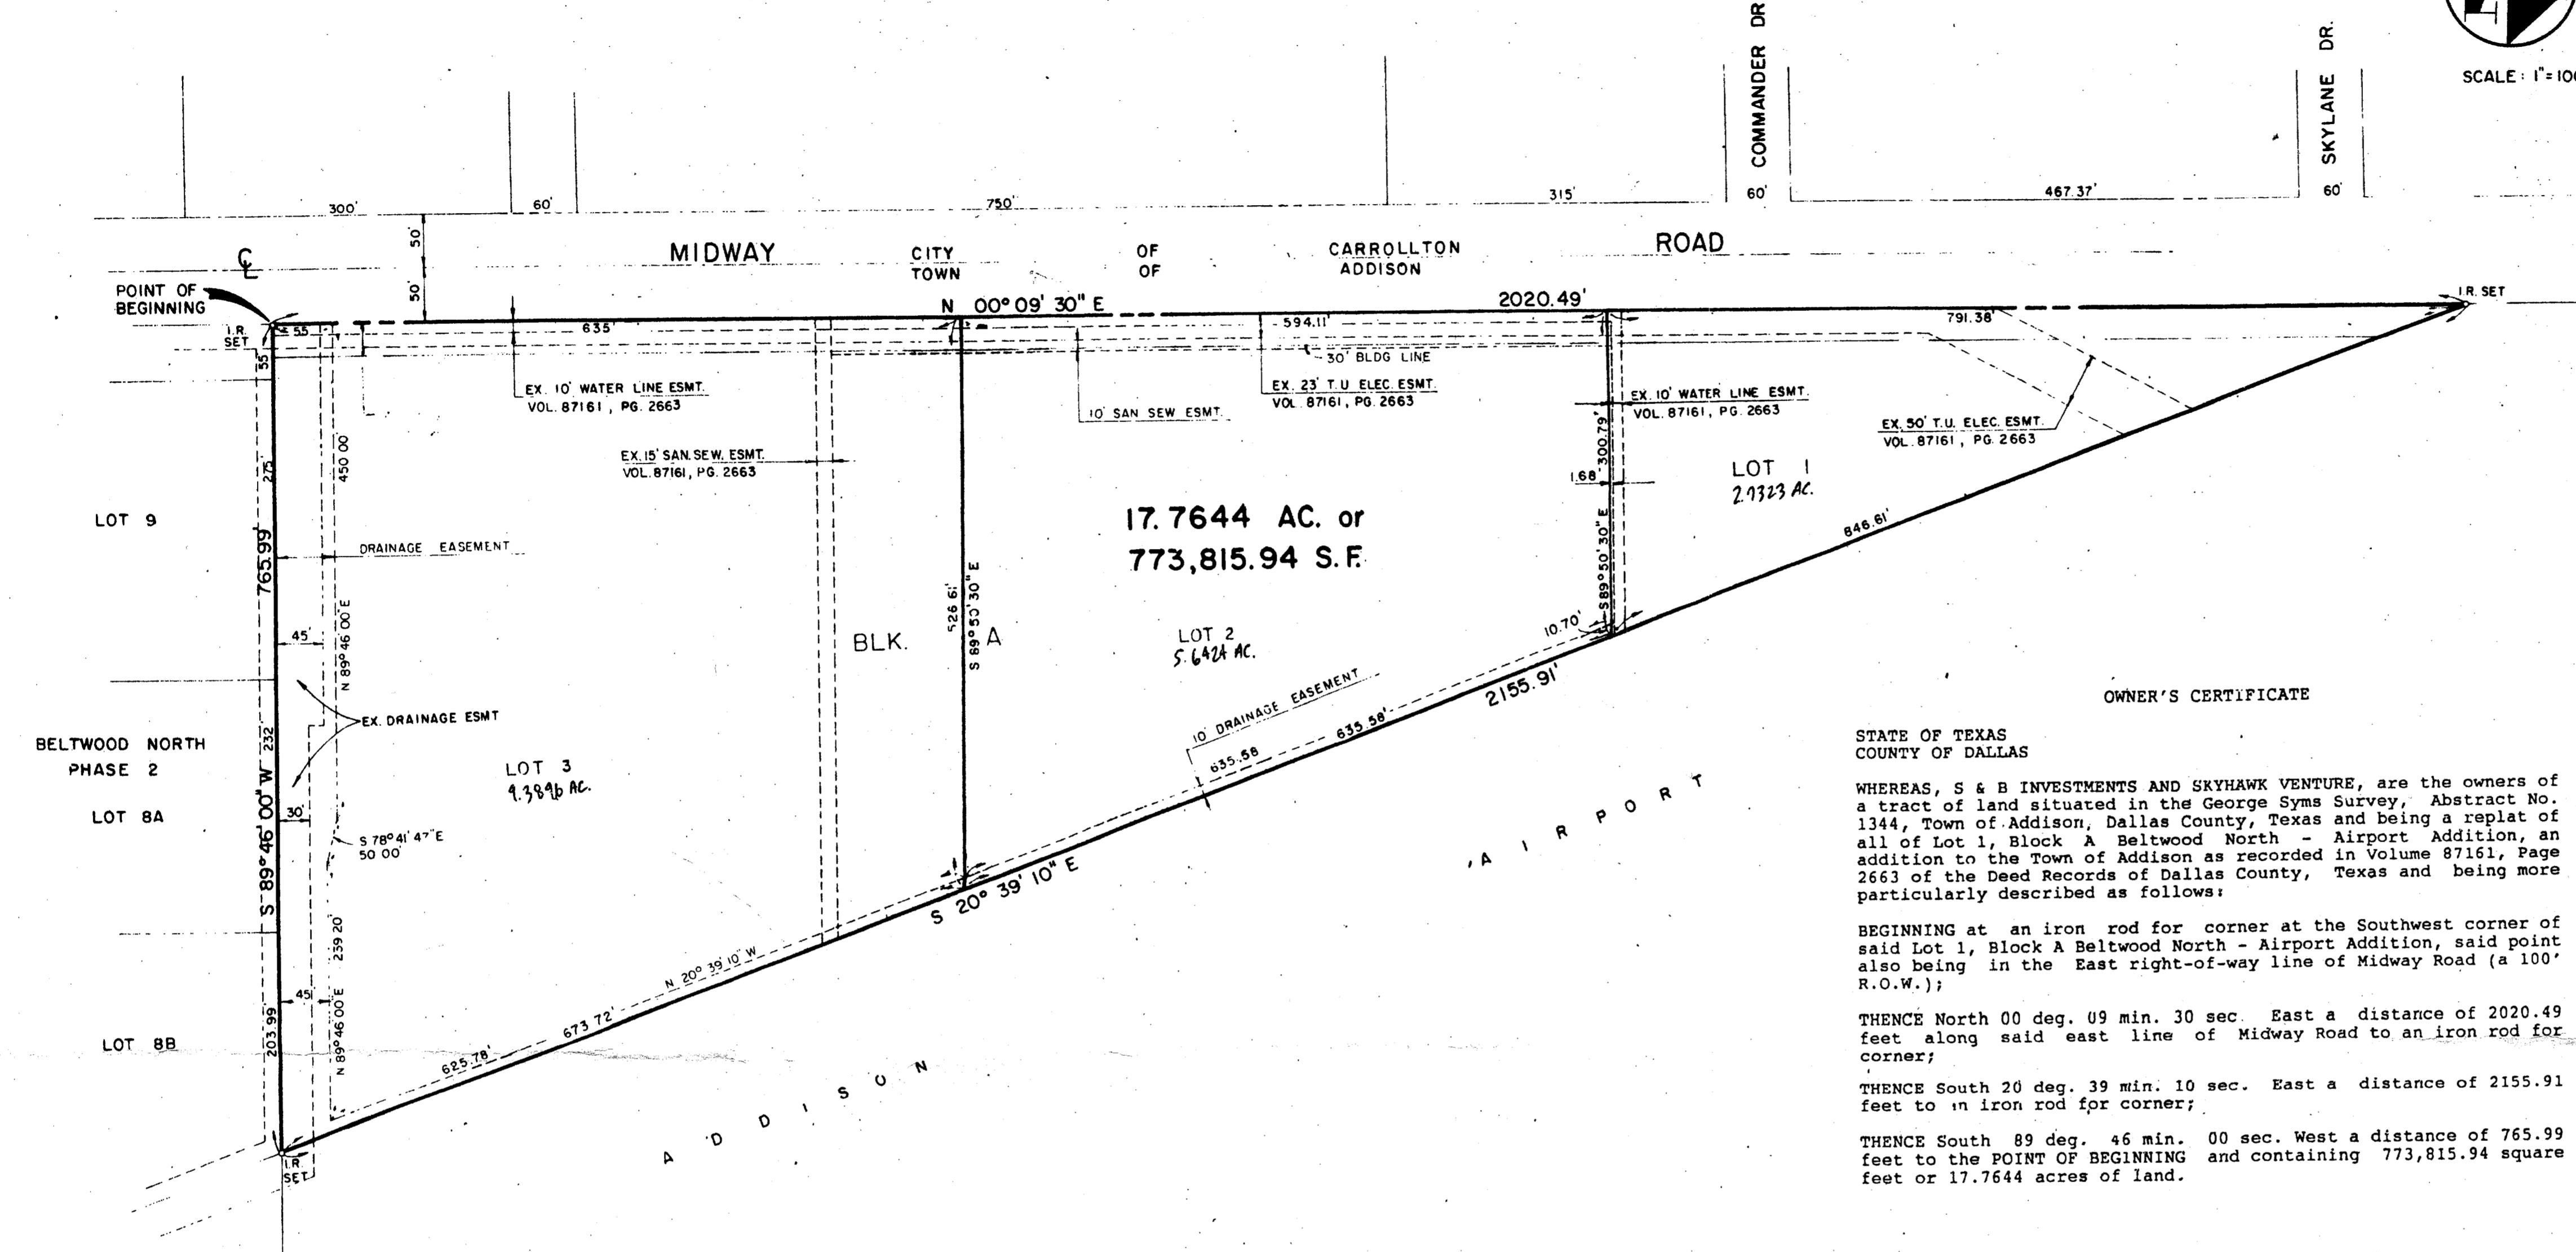 COMMANDER DR
SKYLANE DR.
SCALE: 1"=10
300'
60'
750'
315'
60'
467.37'
60'
50'
50'
MIDWAY ROAD
CITY OF CARROLLTON
TOWN OF ADDISON
POINT OF
BEGINNING
I.R.
SET
55
55
635'
N 00° 09' 30" E
2020.49'
594.11'
791.38'
I.R. SET
30' BLDG LINE
EX. 10' WATER LINE ESMT.
VOL. 87161, PG. 2663
10' SAN SEW ESMT.
EX. 23' T.U ELEC. ESMT.
VOL. 87161, PG. 2663
EX. 10' WATER LINE ESMT.
VOL. 87161, PG. 2663
EX. 50' T.U. ELEC. ESMT.
VOL. 87161, PG. 2663
EX. 15' SAN. SEW. ESMT.
VOL. 87161, PG. 2663
275'
450.00'
300.79'
1.68'
S 89° 50' 30" E
LOT 1
2.7323 AC.
846.61'
LOT 9
17.7644 AC. or
773,815.94 S.F.
765.99'
DRAINAGE EASEMENT
N 89° 46' 00" E
45'
526.61'
S 89° 50' 30" E
BLK. A
LOT 2
5.6424 AC.
10.70'
10' DRAINAGE EASEMENT
635.58
635.58'
2155.91'
EX. DRAINAGE ESMT
BELTWOOD NORTH
PHASE 2
232'
LOT 3
9.3896 AC.
LOT 8A
30'
S 78° 41' 47" E
50.00'
S 89° 46' 00" W
S 20° 39' 10" E
N 20° 39' 10" W
239.20'
45'
N 89° 46' 00" E
673.72'
625.78'
203.99'
LOT 8B
I.R.
SET
ADDISON AIRPORT
OWNER'S CERTIFICATE
STATE OF TEXAS
COUNTY OF DALLAS
WHEREAS, S & B INVESTMENTS AND SKYHAWK VENTURE, are the owners of
a tract of land situated in the George Syms Survey, Abstract No.
1344, Town of Addison, Dallas County, Texas and being a replat of
all of Lot 1, Block A Beltwood North - Airport Addition, an
addition to the Town of Addison as recorded in Volume 87161, Page
2663 of the Deed Records of Dallas County, Texas and being more
particularly described as follows:
BEGINNING at an iron rod for corner at the Southwest corner of
said Lot 1, Block A Beltwood North - Airport Addition, said point
also being in the East right-of-way line of Midway Road (a 100'
R.O.W.);
THENCE North 00 deg. 09 min. 30 sec. East a distance of 2020.49
feet along said east line of Midway Road to an iron rod for
corner;
THENCE South 20 deg. 39 min. 10 sec. East a distance of 2155.91
feet to in iron rod for corner;
THENCE South 89 deg. 46 min. 00 sec. West a distance of 765.99
feet to the POINT OF BEGINNING and containing 773,815.94 square
feet or 17.7644 acres of land.